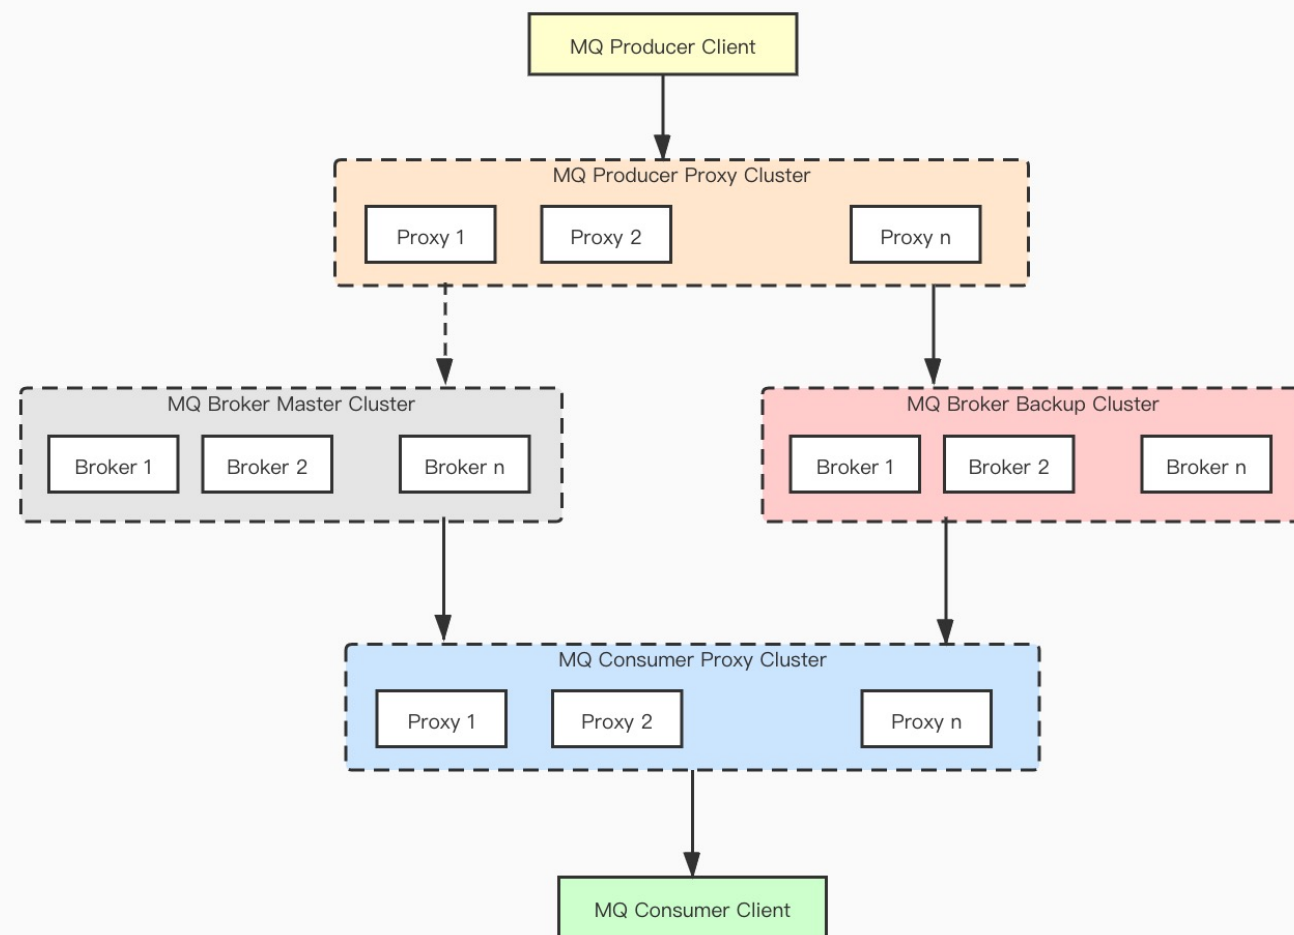 MQ Producer Client
MQ Producer Proxy Cluster
Proxy 1
Proxy 2
Proxy n
MQ Broker Master Cluster
Broker 1
Broker 2
Broker n
MQ Broker Backup Cluster
Broker 1
Broker 2
Broker n
MQ Consumer Proxy Cluster
Proxy 1
Proxy 2
Proxy n
MQ Consumer Client